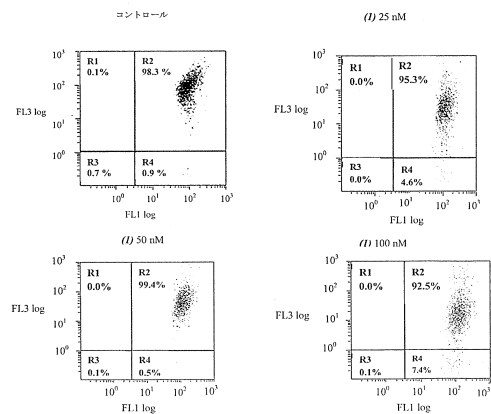 コントロール
(1) 25 nM
10³
R1
0.1%
R2
98.3 %
10²
FL3 log
10¹
10⁰
R3
0.7 %
R4
0.9 %
10⁰ 10¹ 10² 10³
FL1 log
10³
R1
0.0%
R2
95.3%
10²
FL3 log
10¹
10⁰
R3
0.0%
R4
4.6%
10⁰ 10¹ 10² 10³
FL1 log
(1) 50 nM
(1) 100 nM
10³
R1
0.0%
R2
99.4%
10²
FL3 log
10¹
10⁰
R3
0.1%
R4
0.5%
10⁰ 10¹ 10² 10³
FL1 log
10³
R1
0.0%
R2
92.5%
10²
FL3 log
10¹
10⁰
R3
0.1%
R4
7.4%
10⁰ 10¹ 10² 10³
FL1 log